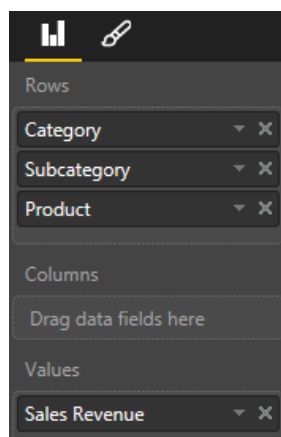 Rows
Category
Subcategory
Product
Columns
Drag data fields here
Values
Sales Revenue